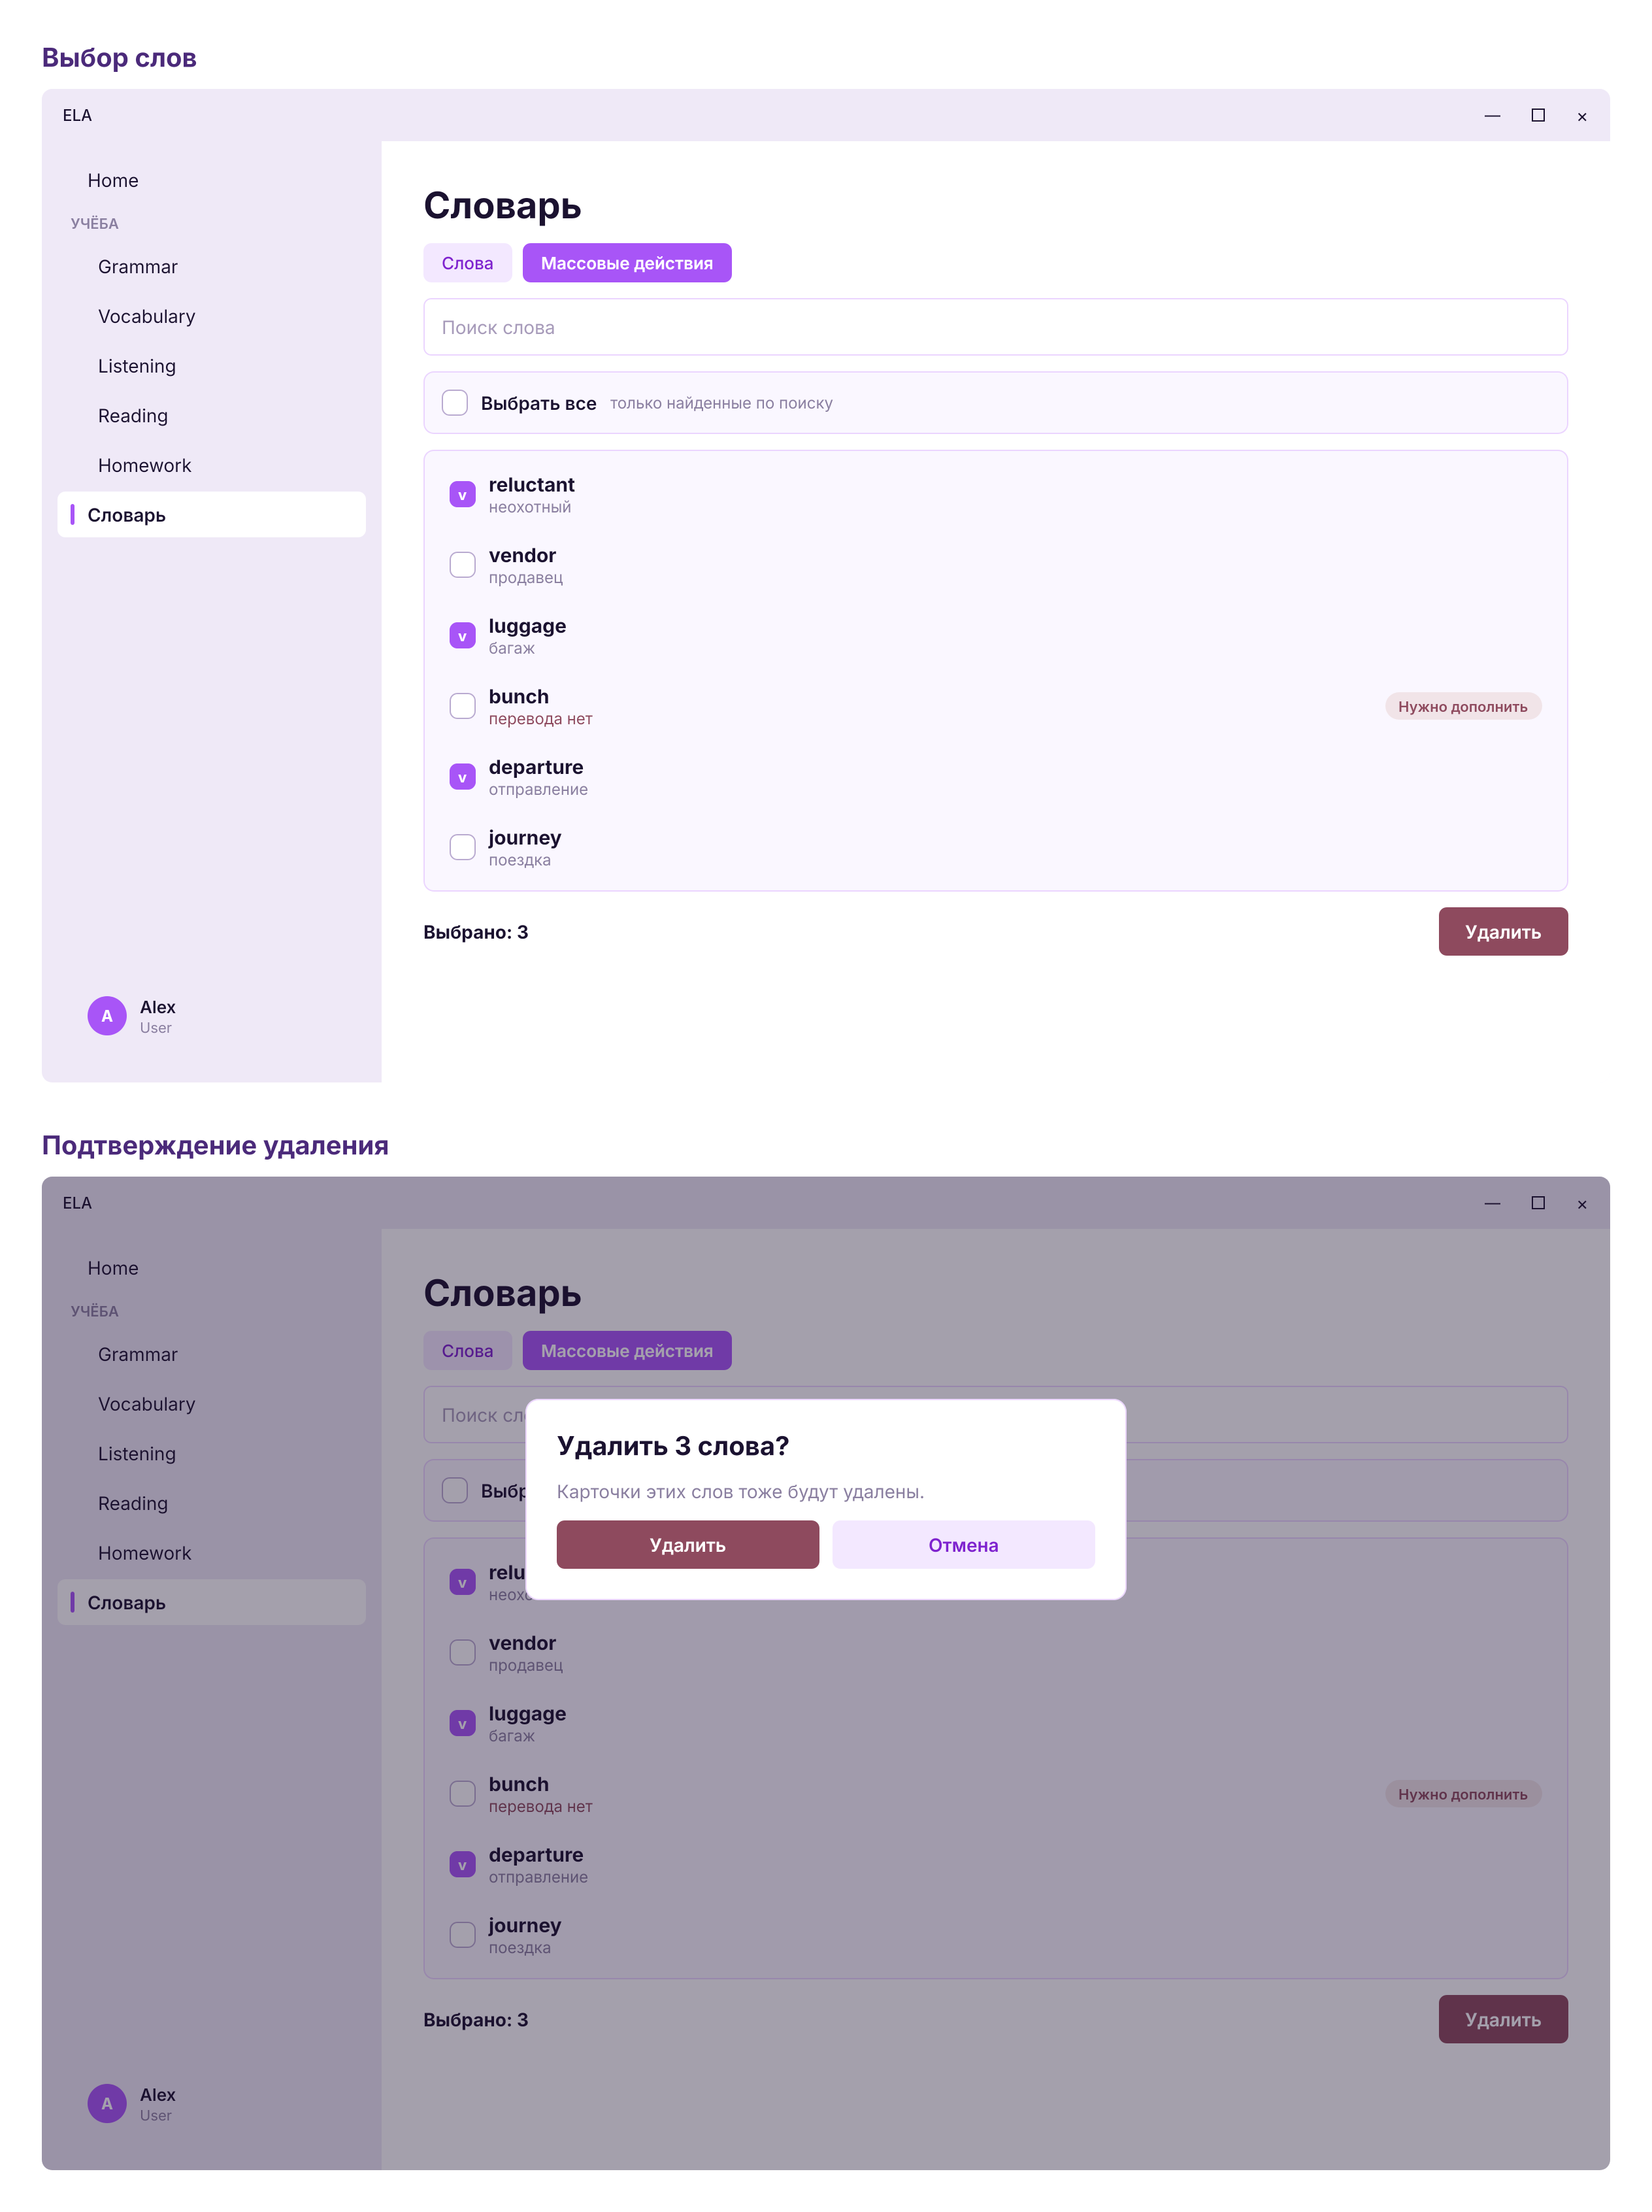 Выбор слов
ELA
Home
УЧЁБА
Grammar
Vocabulary
Listening
Reading
Homework
Словарь
Alex
User
A
Словарь
Слова
Массовые действия
Поиск слова
Выбрать все только найденные по поиску
v reluctant
неохотный
vendor
продавец
v luggage
багаж
bunch
перевода нет
Нужно дополнить
v departure
отправление
journey
поездка
Выбрано: 3
Удалить
Подтверждение удаления
ELA
Home
УЧЁБА
Grammar
Vocabulary
Listening
Reading
Homework
Словарь
Alex
User
A
Словарь
Слова
Массовые действия
Поиск сл
Выбр
Удалить 3 слова?
Карточки этих слов тоже будут удалены.
Удалить
Отмена
v relu
неохо
vendor
продавец
v luggage
багаж
bunch
перевода нет
Нужно дополнить
v departure
отправление
journey
поездка
Выбрано: 3
Удалить